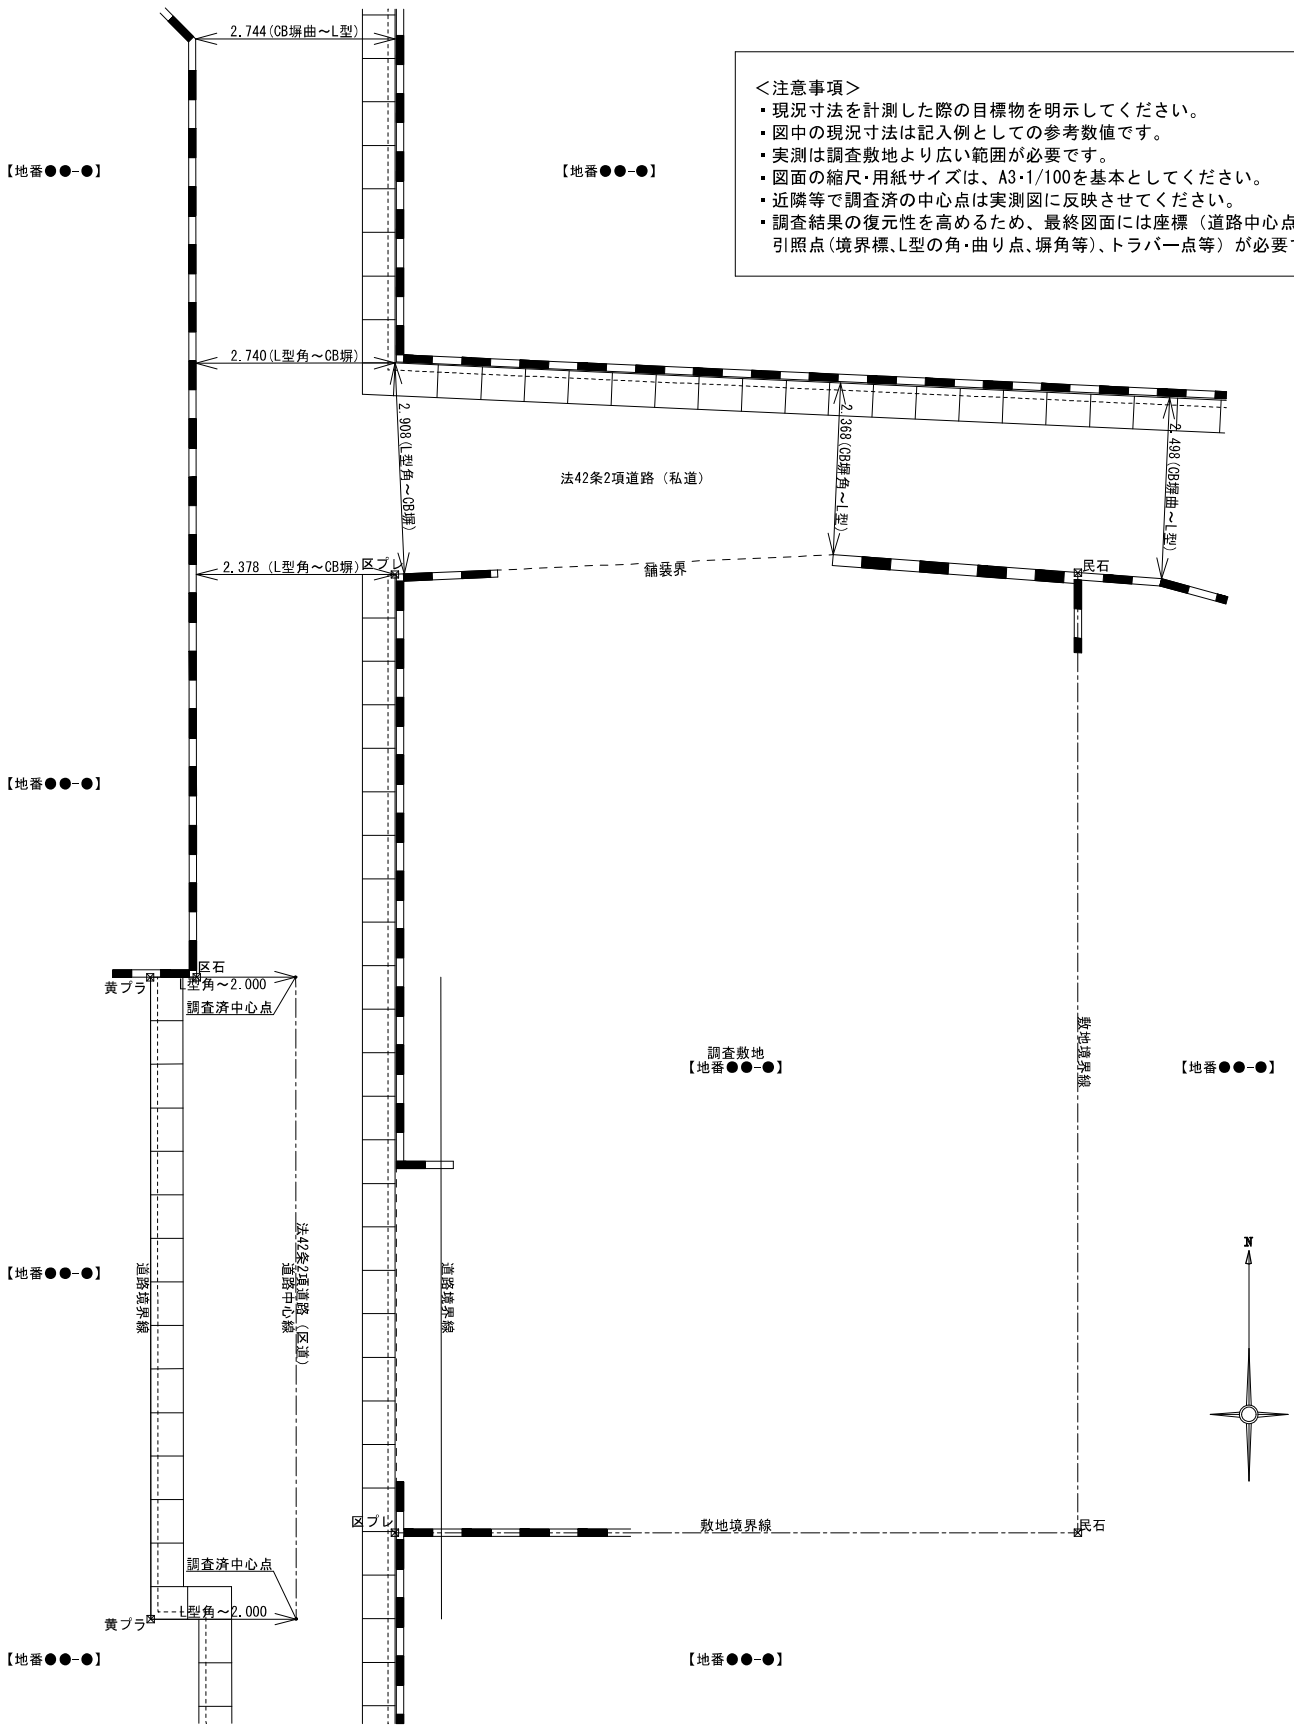 2.744(CB塀曲～L型)
＜注意事項＞
・現況寸法を計測した際の目標物を明示してください。
・図中の現況寸法は記入例としての参考数値です。
・実測は調査敷地より広い範囲が必要です。
・図面の縮尺・用紙サイズは、A3・1/100を基本としてください。
・近隣等で調査済の中心点は実測図に反映させてください。
・調査結果の復元性を高めるため、最終図面には座標（道路中心点
引照点(境界標、L型の角・曲り点、塀角等)、トラバー点等）が必要
【地番●●-●】
【地番●●-●】
2.740(L型角～CB塀)
2.908(L型角～CB塀)
2.368(CB塀角～L型)
2.498(CB塀曲～L型)
法42条2項道路（私道）
2.378 (L型角～CB塀)
区プレ
舗装界
民石
【地番●●-●】
区石
黄プラ
L型角～2.000
調査済中心点
調査敷地
【地番●●-●】
敷地境界線
【地番●●-●】
【地番●●-●】
道路境界線
法42条2項道路（区道）
道路中心線
道路境界線
N
区プレ
敷地境界線
民石
調査済中心点
L型角～2.000
黄プラ
【地番●●-●】
【地番●●-●】